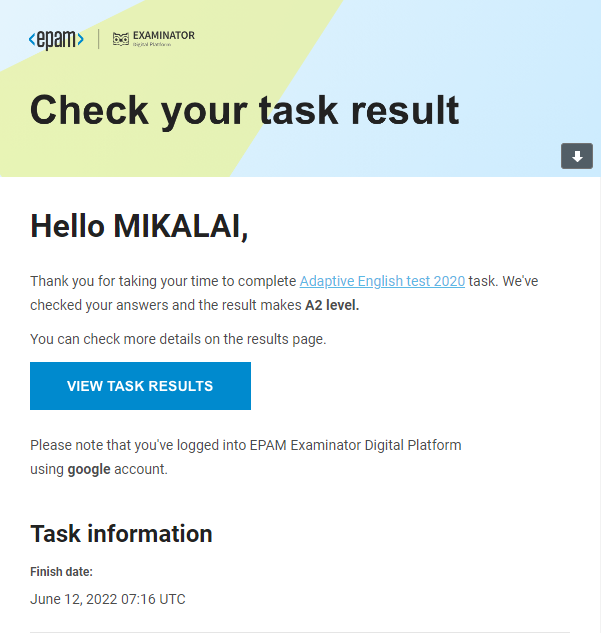 <epam> | EXAMINATOR
Digital Platform
Check your task result
Hello MIKALAI,
Thank you for taking your time to complete Adaptive English test 2020 task. We've
checked your answers and the result makes A2 level.
You can check more details on the results page.
VIEW TASK RESULTS
Please note that you've logged into EPAM Examinator Digital Platform
using google account.
Task information
Finish date:
June 12, 2022 07:16 UTC